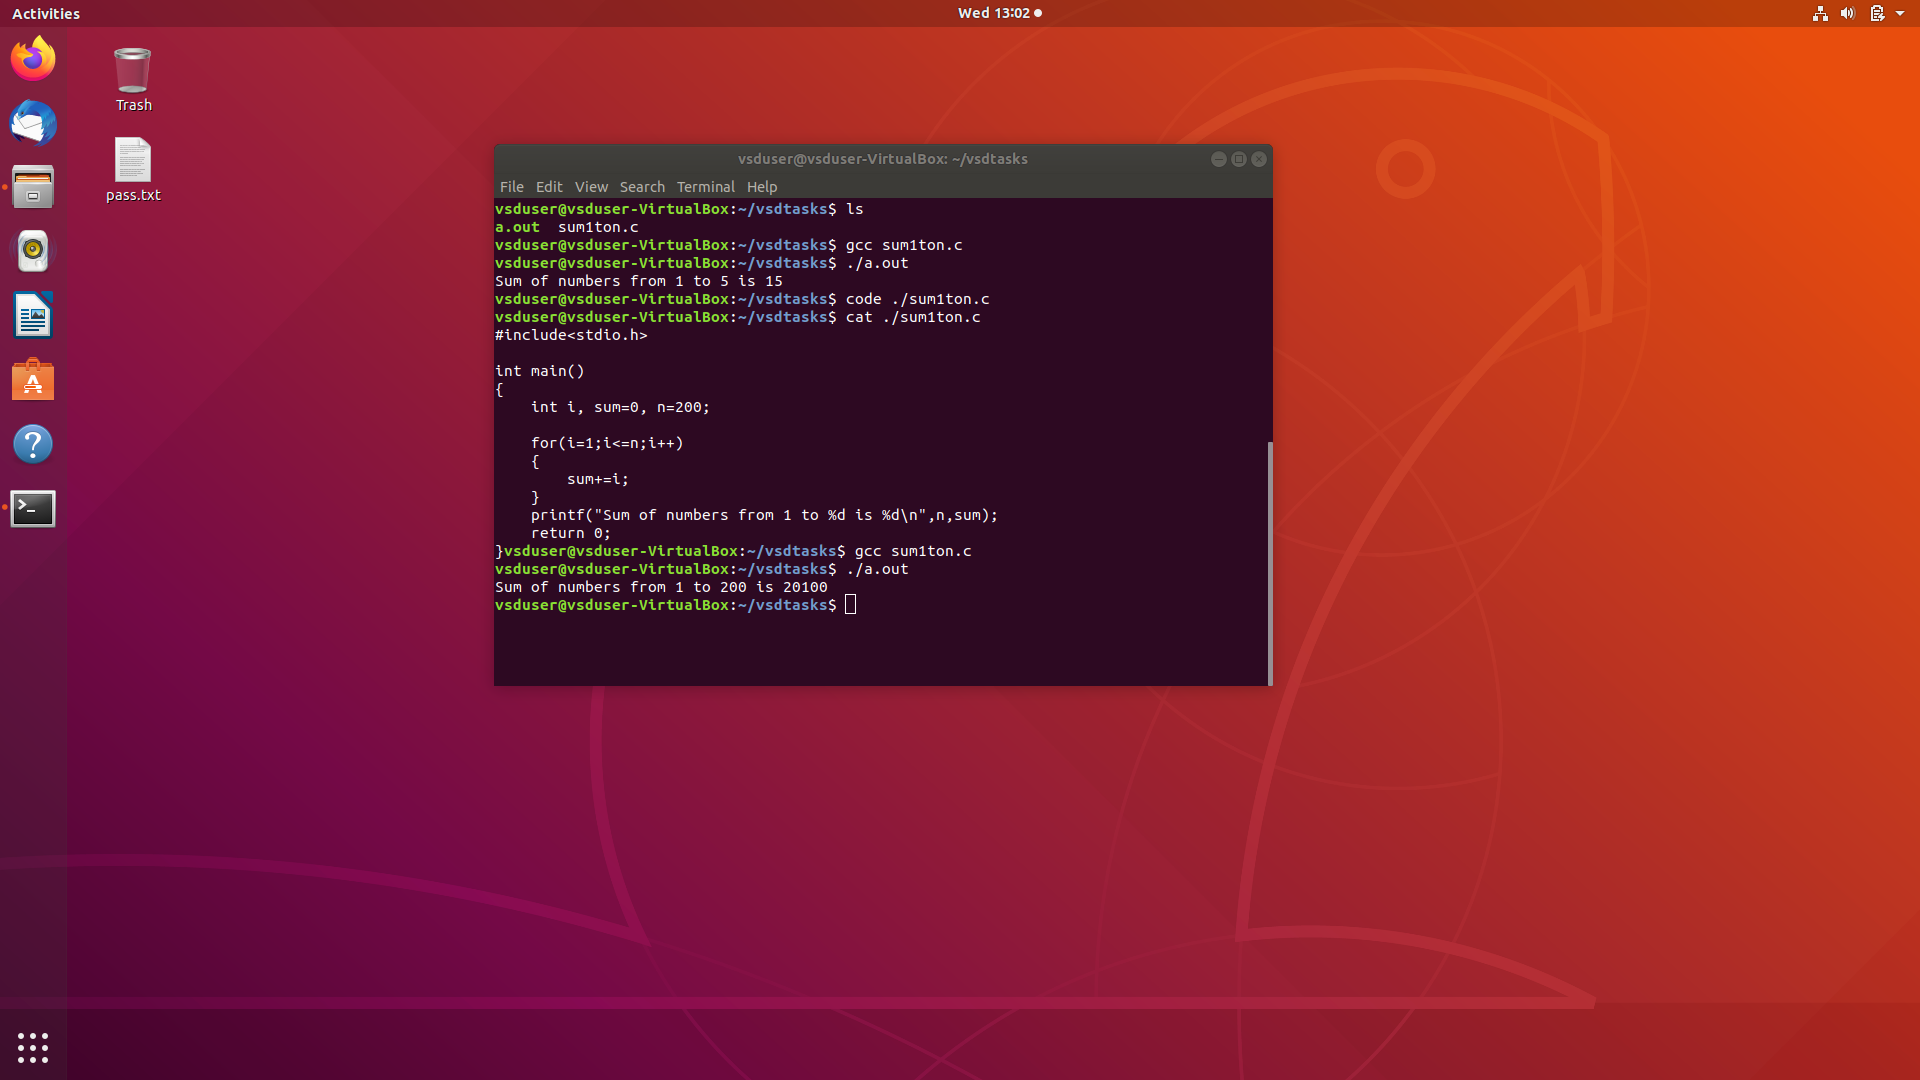 Activities
Wed 13:02
Trash
pass.txt
vsduser@vsduser-VirtualBox: ~/vsdtasks
File Edit View Search Terminal Help
vsduser@vsduser-VirtualBox:~/vsdtasks$ ls
a.out  sum1ton.c
vsduser@vsduser-VirtualBox:~/vsdtasks$ gcc sum1ton.c
vsduser@vsduser-VirtualBox:~/vsdtasks$ ./a.out
Sum of numbers from 1 to 5 is 15
vsduser@vsduser-VirtualBox:~/vsdtasks$ code ./sum1ton.c
vsduser@vsduser-VirtualBox:~/vsdtasks$ cat ./sum1ton.c
#include<stdio.h>

int main()
{
    int i, sum=0, n=200;

    for(i=1;i<=n;i++)
    {
        sum+=i;
    }
    printf("Sum of numbers from 1 to %d is %d\n",n,sum);
    return 0;
}vsduser@vsduser-VirtualBox:~/vsdtasks$ gcc sum1ton.c
vsduser@vsduser-VirtualBox:~/vsdtasks$ ./a.out
Sum of numbers from 1 to 200 is 20100
vsduser@vsduser-VirtualBox:~/vsdtasks$